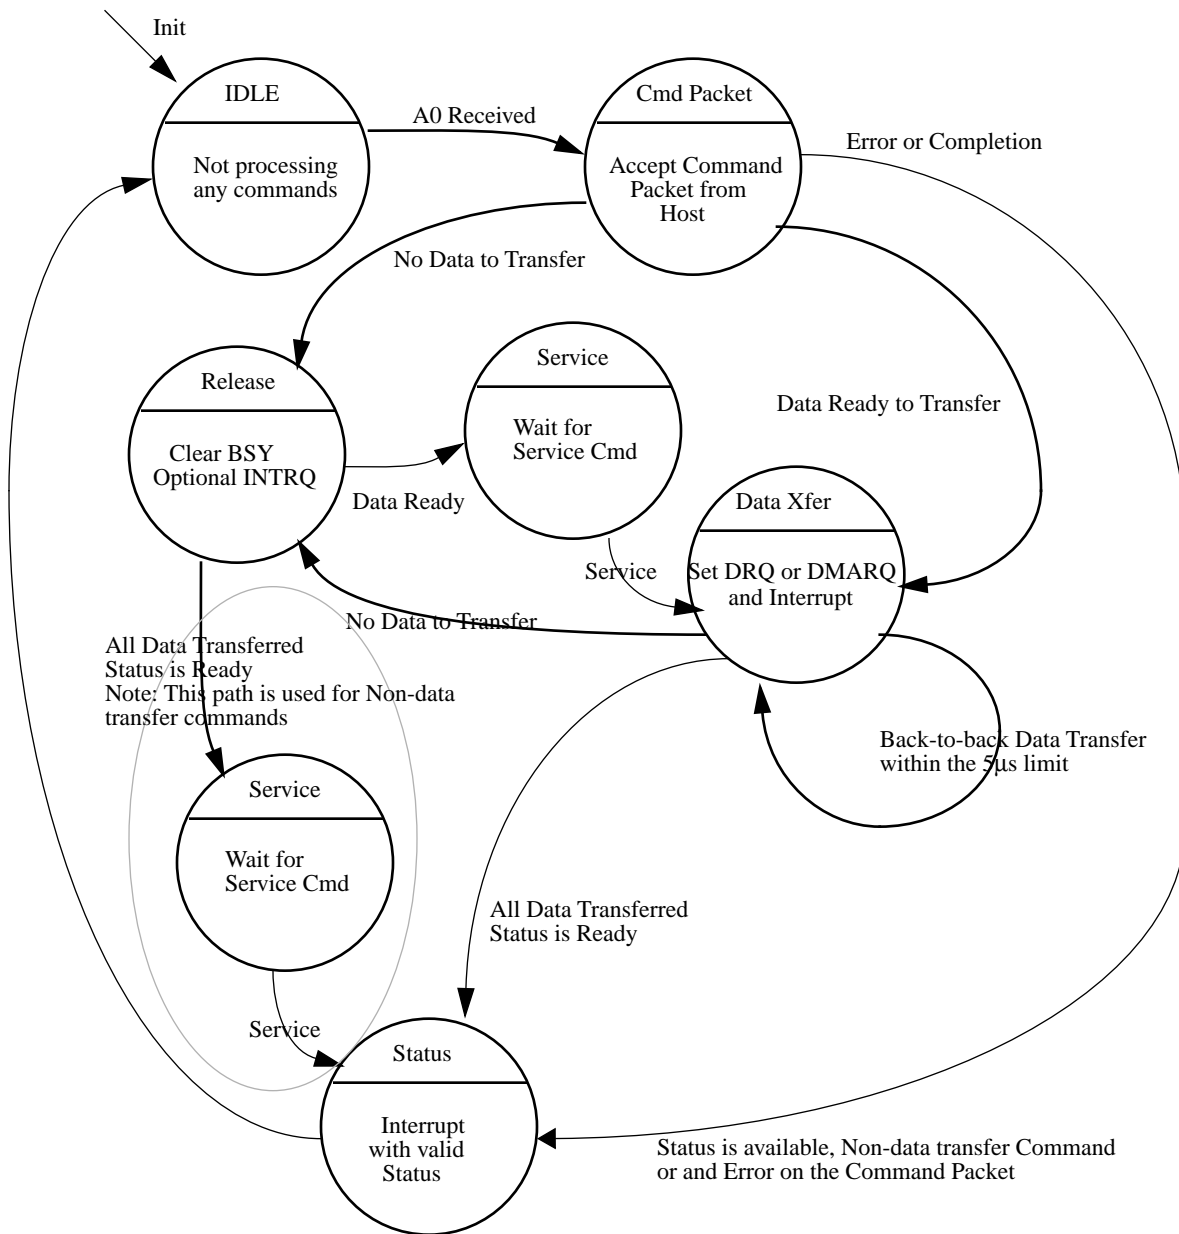 Init
IDLE
Not processing
any commands
A0 Received
Cmd Packet
Accept Command
Packet from
Host
Error or Completion
No Data to Transfer
Release
Clear BSY
Optional INTRQ
Service
Wait for
Service Cmd
Data Ready
Data Ready to Transfer
Data Xfer
Set DRQ or DMARQ
and Interrupt
Service
No Data to Transfer
All Data Transferred
Status is Ready
Note: This path is used for Non-data
transfer commands
Back-to-back Data Transfer
within the 5μs limit
Service
Wait for
Service Cmd
All Data Transferred
Status is Ready
Service
Status
Interrupt
with valid
Status
Status is available, Non-data transfer Command
or and Error on the Command Packet